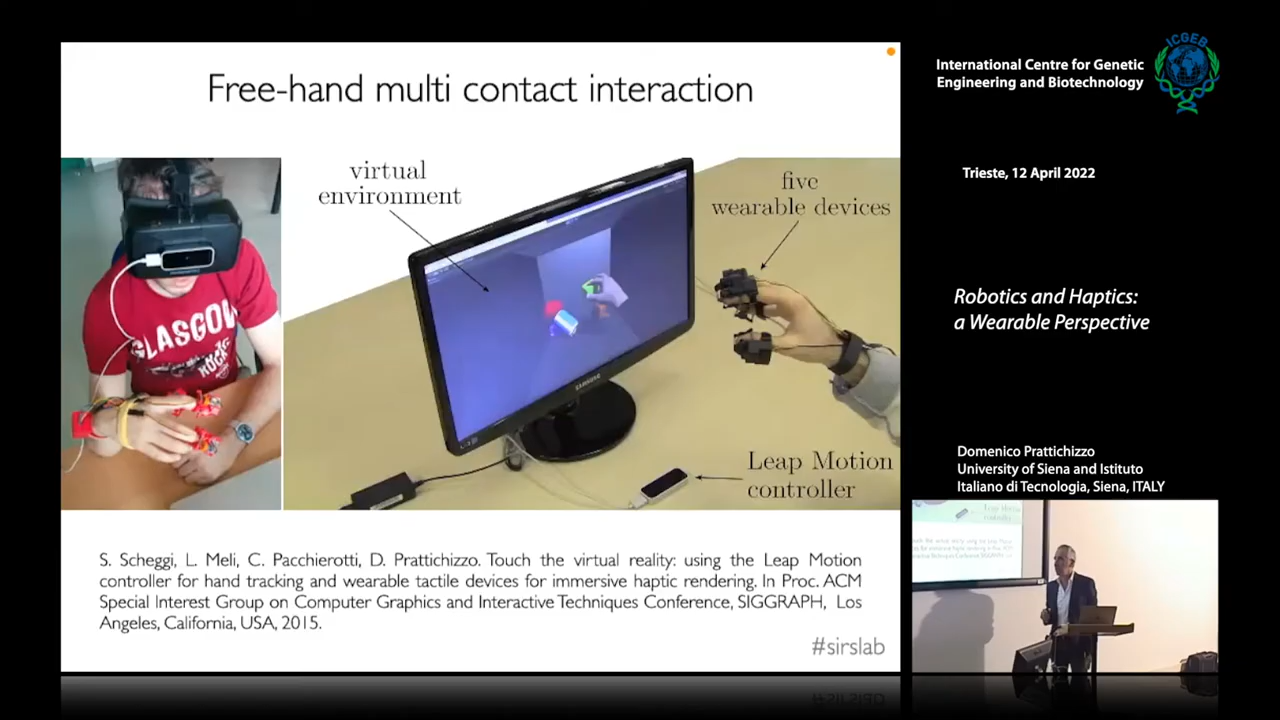 Free-hand multi contact interaction
virtual
environment
five
wearable devices
GLASGOW
ROCKS
SAMSUNG
Leap Motion
controller
S. Scheggi, L. Meli, C. Pacchierotti, D. Prattichizzo. Touch the virtual reality: using the Leap Motion
controller for hand tracking and wearable tactile devices for immersive haptic rendering. In Proc. ACM
Special Interest Group on Computer Graphics and Interactive Techniques Conference, SIGGRAPH, Los
Angeles, California, USA, 2015.
#sirslab
International Centre for Genetic
Engineering and Biotechnology
ICGEB
Trieste, 12 April 2022
Robotics and Haptics:
a Wearable Perspective
Domenico Prattichizzo
University of Siena and Istituto
Italiano di Tecnologia, Siena, ITALY
Leap Motion
controller